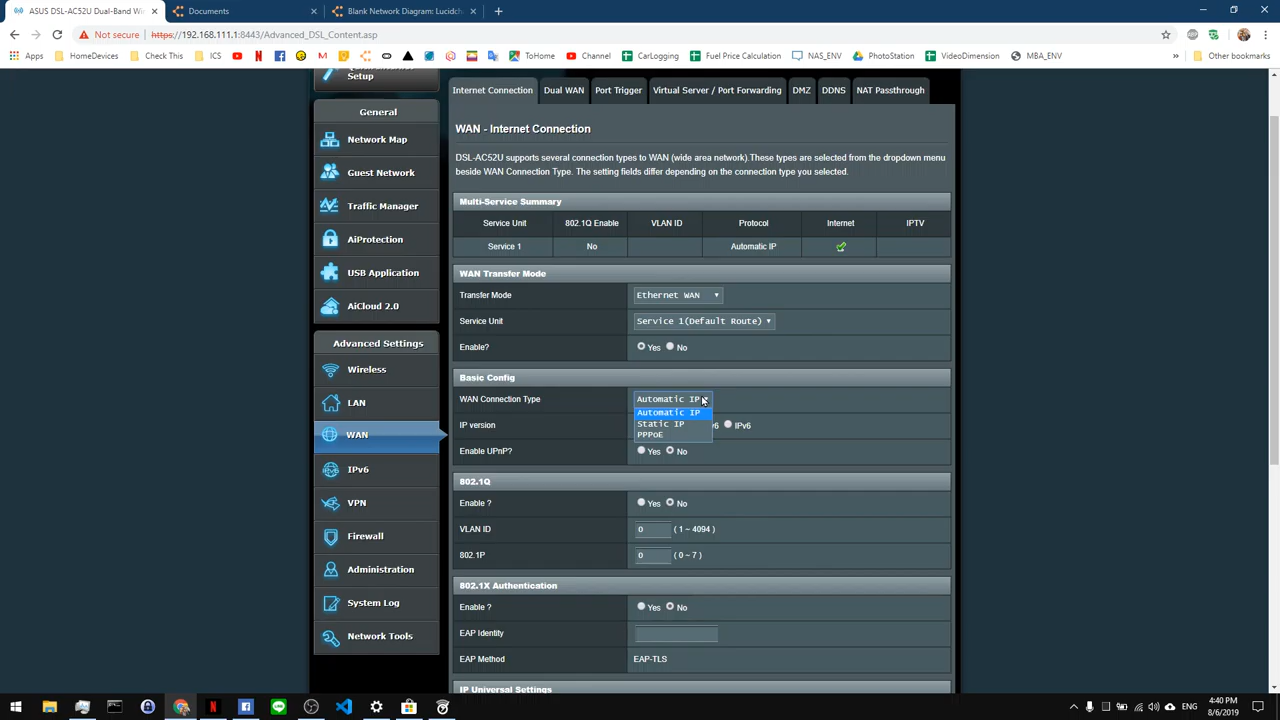 ASUS DSL-AC52U Dual-Band Wi
Documents
Blank Network Diagram: Lucidch
Not secure
https://192.168.111.1:8443/Advanced_DSL_Content.asp
Apps
HomeDevices
Check This
ICS
ToHome
Channel
CarLogging
Fuel Price Calculation
NAS_ENV
PhotoStation
VideoDimension
MBA_ENV
»
Other bookmarks
Setup
General
Network Map
Guest Network
Traffic Manager
AiProtection
USB Application
AiCloud 2.0
Advanced Settings
Wireless
LAN
WAN
IPv6
VPN
Firewall
Administration
System Log
Network Tools
Internet Connection
Dual WAN
Port Trigger
Virtual Server / Port Forwarding
DMZ
DDNS
NAT Passthrough
WAN - Internet Connection
DSL-AC52U supports several connection types to WAN (wide area network).These types are selected from the dropdown menu
beside WAN Connection Type. The setting fields differ depending on the connection type you selected.
Multi-Service Summary
Service Unit 802.1Q Enable VLAN ID Protocol Internet IPTV
Service 1 No Automatic IP
WAN Transfer Mode
Transfer Mode Ethernet WAN
Service Unit Service 1(Default Route)
Enable? Yes No
Basic Config
WAN Connection Type Automatic IP
Automatic IP
Static IP
PPPoE
IP version v6 IPv6
Enable UPnP? Yes No
802.1Q
Enable ? Yes No
VLAN ID 0 ( 1 ~ 4094 )
802.1P 0 ( 0 ~ 7 )
802.1X Authentication
Enable ? Yes No
EAP Identity
EAP Method EAP-TLS
IP Universal Settings
ENG
4:40 PM
8/6/2019